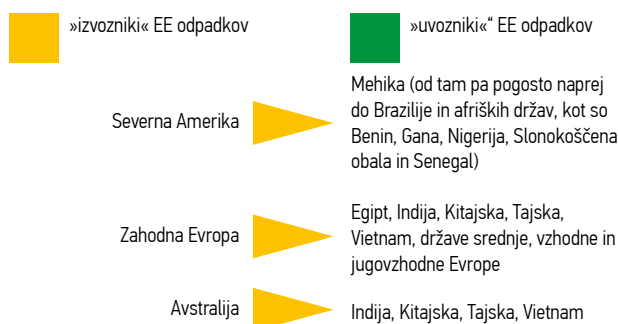 »izvozniki« EE odpadkov
»uvozniki«“ EE odpadkov
Severna Amerika
Mehika (od tam pa pogosto naprej
do Brazilije in afriških držav, kot so
Benin, Gana, Nigerija, Slonokoščena
obala in Senegal)
Zahodna Evropa
Egipt, Indija, Kitajska, Tajska,
Vietnam, države srednje, vzhodne in
jugovzhodne Evrope
Avstralija
Indija, Kitajska, Tajska, Vietnam